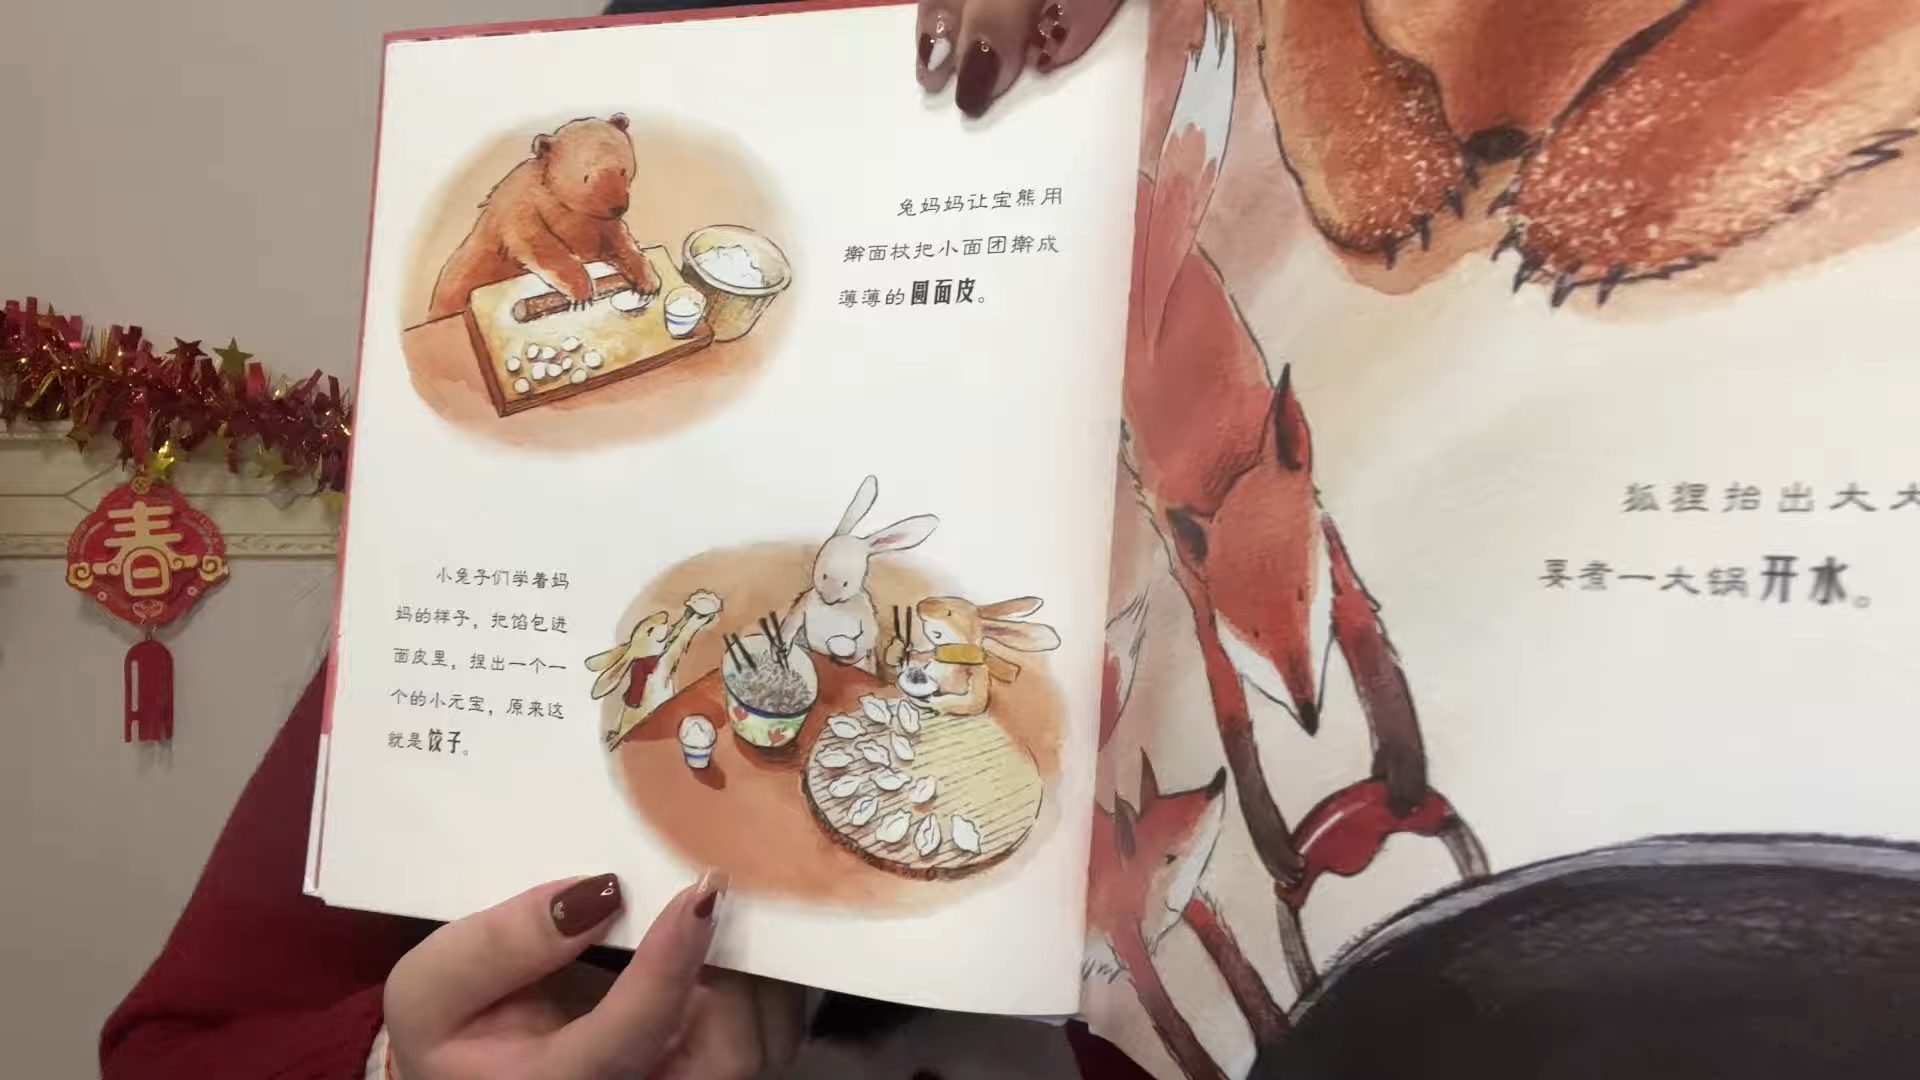 春
兔妈妈让宝熊用
擀面杖把小面团擀成
薄薄的圆面皮。
小兔子们学着妈
妈的样子，把馅包进
面皮里，捏出一个一
个的小元宝，原来这
就是饺子。
狐狸抬出大大
要煮一大锅开水。